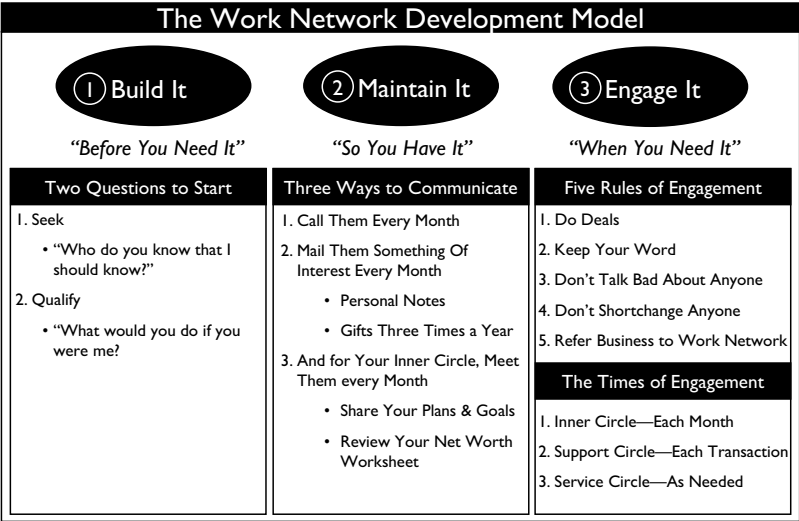 The Work Network Development Model
1 Build It
"Before You Need It"
Two Questions to Start
1. Seek
• "Who do you know that I
should know?"
2. Qualify
• "What would you do if you
were me?
2 Maintain It
"So You Have It"
Three Ways to Communicate
1. Call Them Every Month
2. Mail Them Something Of
Interest Every Month
• Personal Notes
• Gifts Three Times a Year
3. And for Your Inner Circle, Meet
Them every Month
• Share Your Plans & Goals
• Review Your Net Worth
Worksheet
3 Engage It
"When You Need It"
Five Rules of Engagement
1. Do Deals
2. Keep Your Word
3. Don't Talk Bad About Anyone
4. Don't Shortchange Anyone
5. Refer Business to Work Network
The Times of Engagement
1. Inner Circle—Each Month
2. Support Circle—Each Transaction
3. Service Circle—As Needed